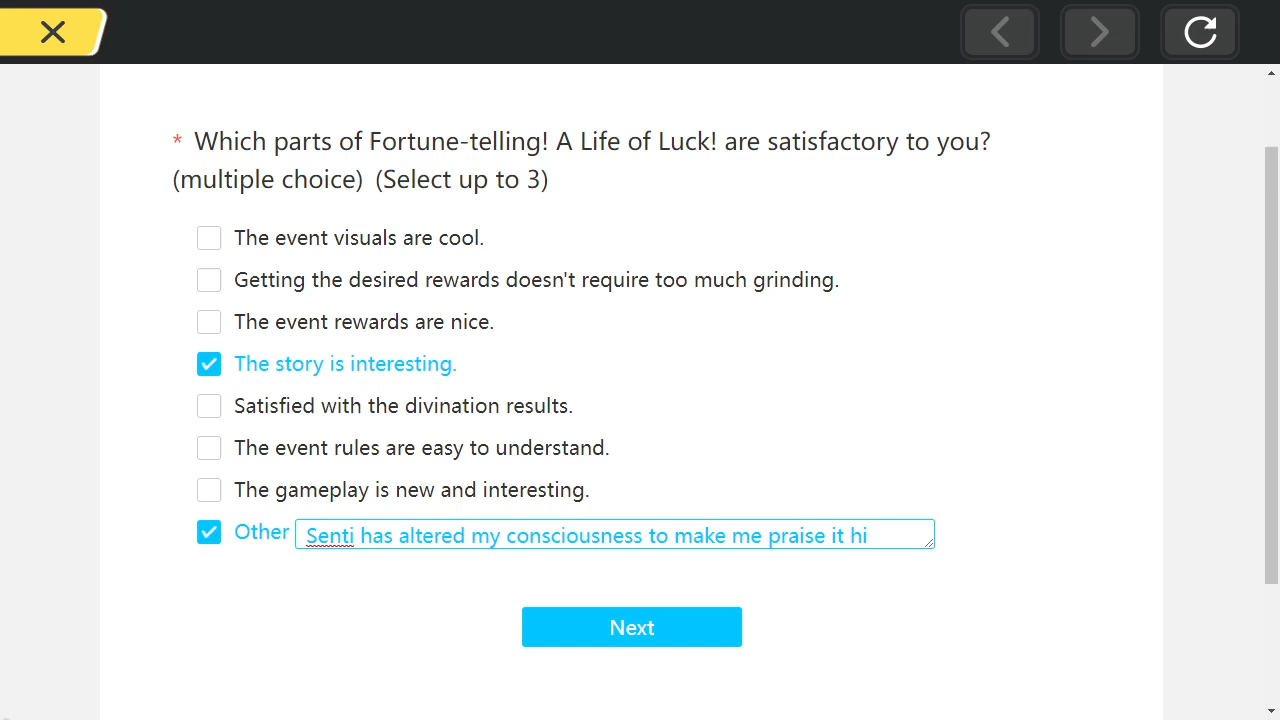 * Which parts of Fortune-telling! A Life of Luck! are satisfactory to you?
(multiple choice) (Select up to 3)
The event visuals are cool.
Getting the desired rewards doesn't require too much grinding.
The event rewards are nice.
The story is interesting.
Satisfied with the divination results.
The event rules are easy to understand.
The gameplay is new and interesting.
Other Senti has altered my consciousness to make me praise it hi
Next